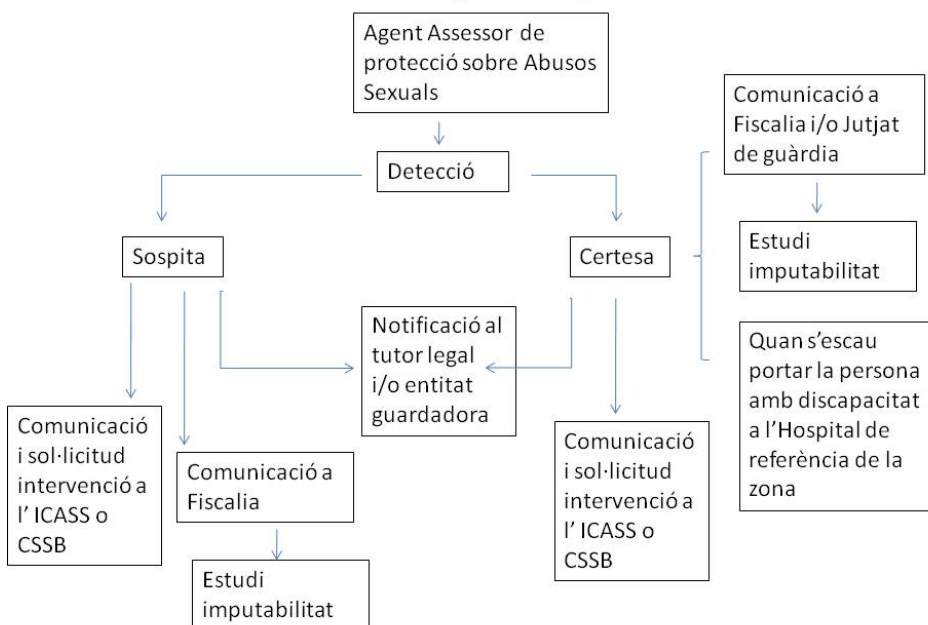 Agent Assessor de
protecció sobre Abusos
Sexuals
Comunicació a
Fiscalia i/o Jutjat
de guàrdia
Detecció
Estudi
imputabilitat
Sospita
Certesa
Notificació al
tutor legal
i/o entitat
guardadora
Quan s’escau
portar la persona
amb discapacitat
a l’Hospital de
referència de la
zona
Comunicació
i sol·licitud
intervenció a
l’ ICASS o
CSSB
Comunicació a
Fiscalia
Estudi
imputabilitat
Comunicació
i sol·licitud
intervenció a
l’ ICASS o
CSSB